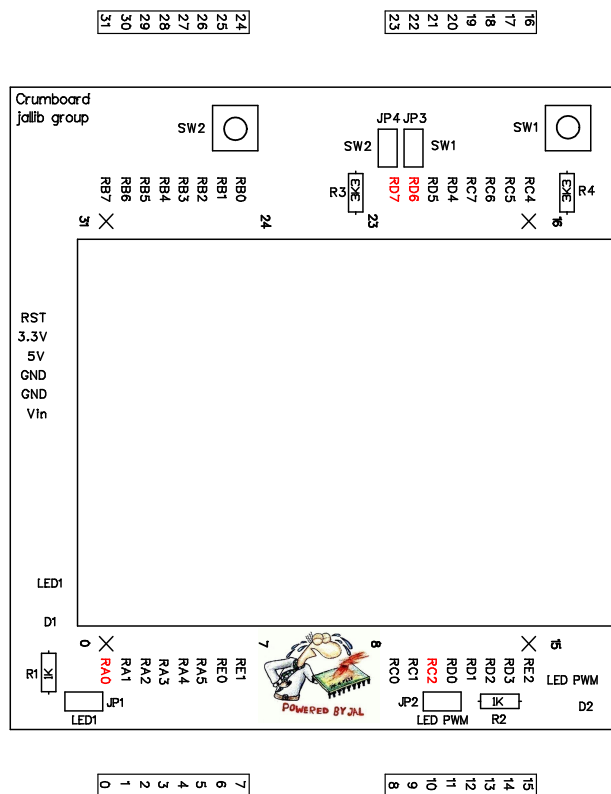 31 30 29 28 27 26 25 24
23 22 21 20 19 18 17 16
Crumboard
jallib group
SW2
JP4 JP3
SW2
SW1
SW1
R3
3K3
R4
3K3
RB7 RB6 RB5 RB4 RB3 RB2 RB1 RB0
RD7 RD6 RD5 RD4 RC7 RC6 RC5 RC4
31
24
23
16
RST
3.3V
5V
GND
GND
Vin
LED1
D1
0
7
8
15
R1
1K
RA0 RA1 RA2 RA3 RA4 RA5 RE0 RE1
RC0 RC1 RC2 RD0 RD1 RD2 RD3 RE2
JP1
LED1
POWERED BY JAL
JP2
LED PWM
1K
R2
LED PWM
D2
0 1 2 3 4 5 6 7
8 9 10 11 12 13 14 15